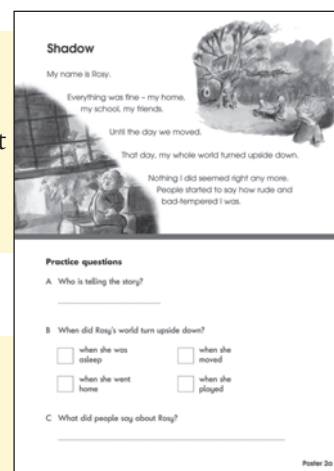 t
Shadow
My name is Rosy.
Everything was fine – my home,
my school, my friends.
Until the day we moved.
That day, my whole world turned upside down.
Nothing I did seemed right any more.
People started to say how rude and
bad-tempered I was.
Practice questions
A Who is telling the story?
B When did Rosy's world turn upside down?
when she was
asleep
when she
moved
when she went
home
when she
played
C What did people say about Rosy?
Poster 2a